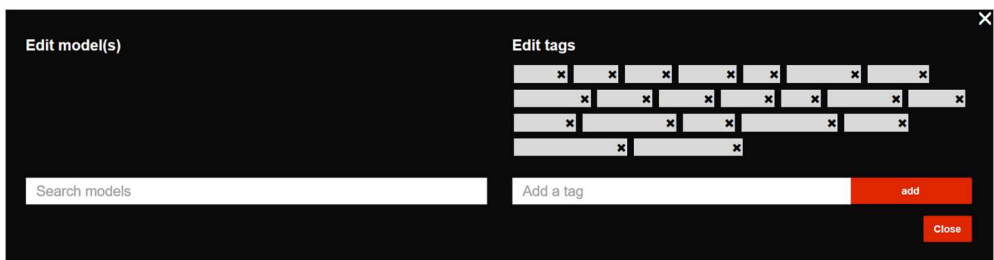 Edit model(s)
Edit tags
Search models
Add a tag
add
Close